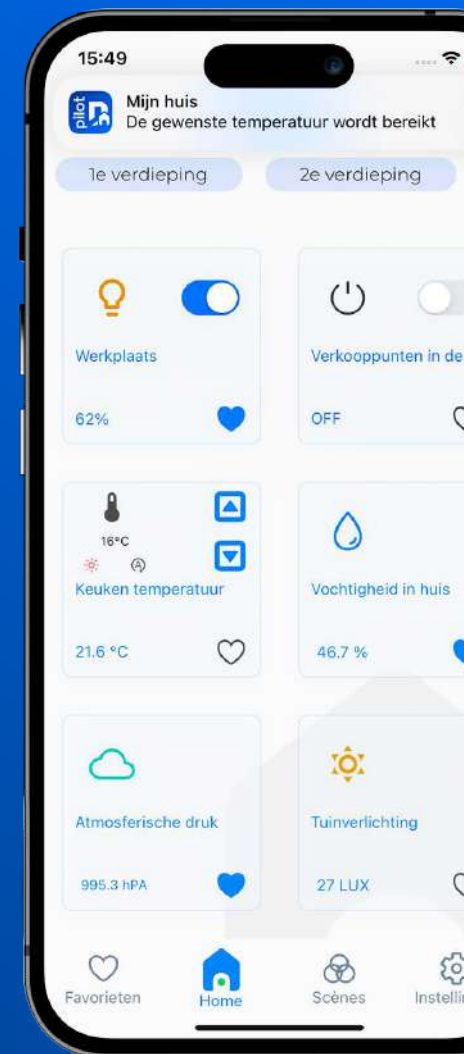 15:49
pilot
Mijn huis
De gewenste temperatuur wordt bereikt
1e verdieping
2e verdieping
Werkplaats
Verkooppunten in de
62%
OFF
16°C
A
Keuken temperatuur
Vochtigheid in huis
21.6 °C
46.7 %
Atmosferische druk
Tuinverlichting
995.3 hPA
27 LUX
Favorieten
Home
Scènes
Instellin